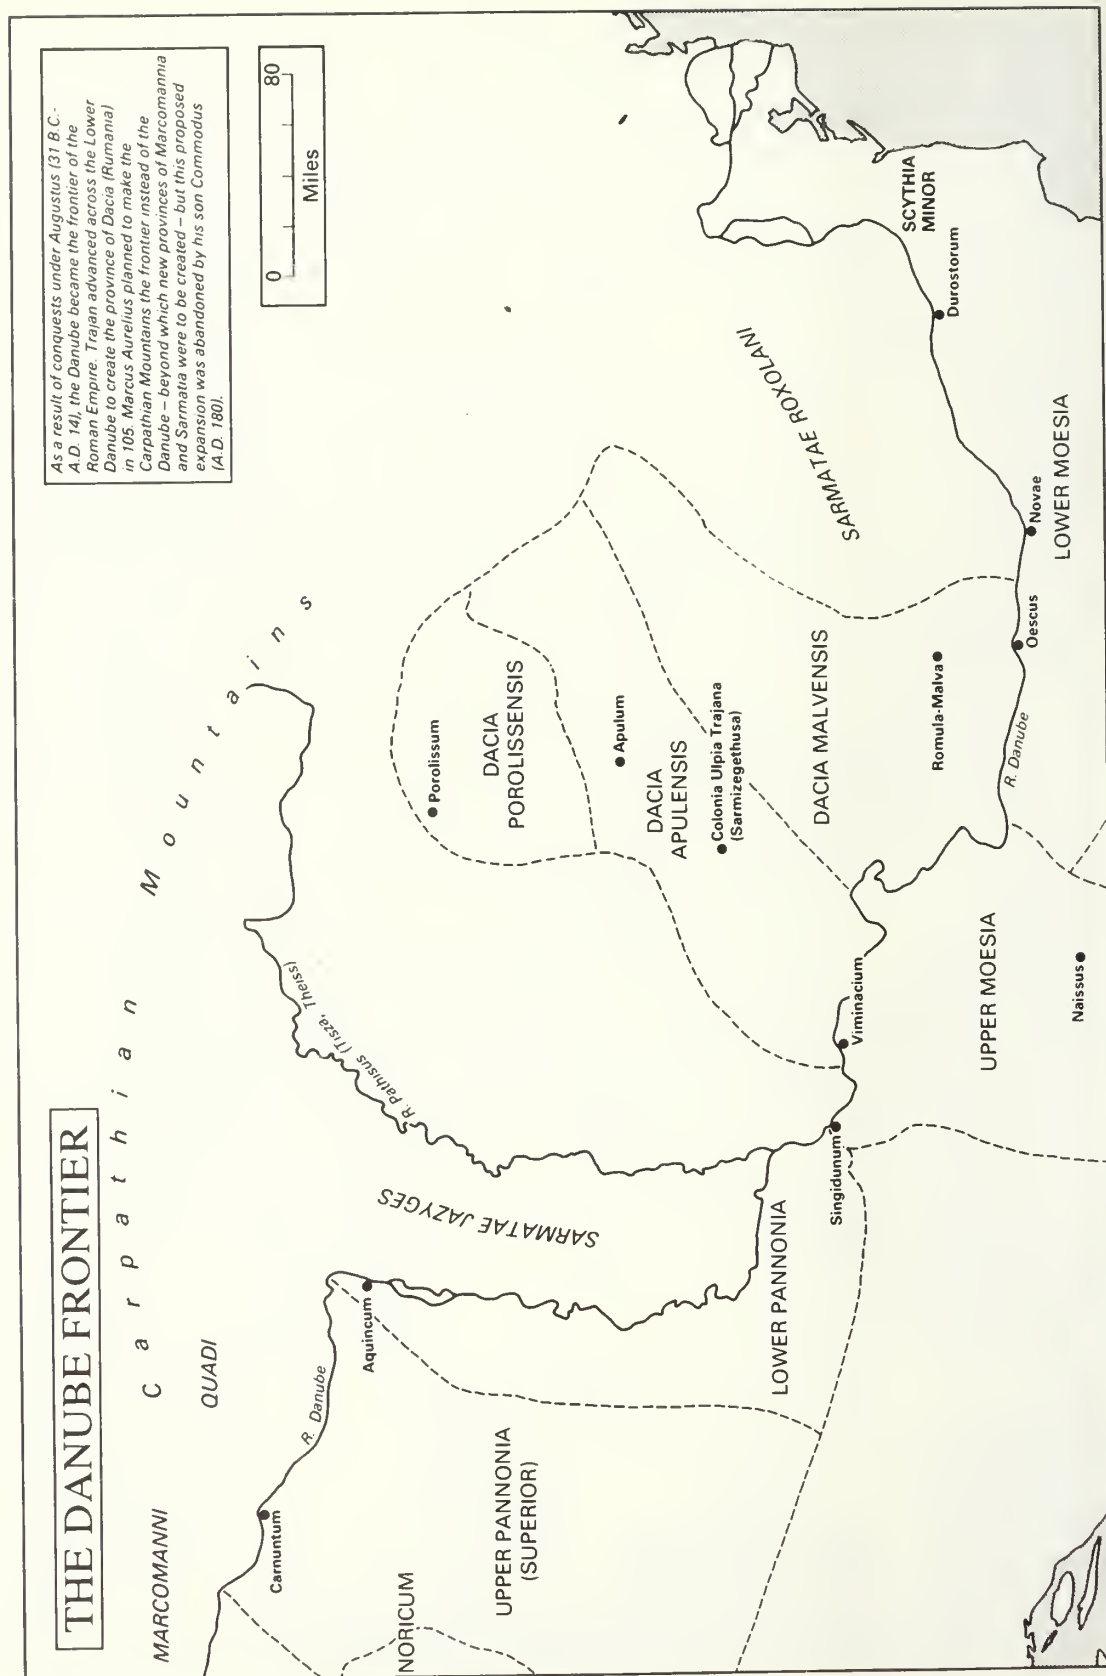 THE DANUBE FRONTIER
As a result of conquests under Augustus (31 B.C.-
A.D. 14), the Danube became the frontier of the
Roman Empire. Trajan advanced across the Lower
Danube to create the province of Dacia (Rumania)
in 105. Marcus Aurelius planned to make the
Carpathian Mountains the frontier instead of the
Danube – beyond which new provinces of Marcomannia
and Sarmatia were to be created – but this proposed
expansion was abandoned by his son Commodus
(A.D. 180).
0 80
Miles
MARCOMANNI
QUADI
Carpathian Mountains
Carnuntum
R. Danube
Aquincum
NORICUM
UPPER PANNONIA
(SUPERIOR)
LOWER PANNONIA
SARMATAE JAZYGES
R. Pathisus (Tisza, Theiss)
Singidunum
Viminacium
UPPER MOESIA
Naissus
Porolissum
DACIA
POROLISSENSIS
Apulum
DACIA
APULENSIS
Colonia Ulpia Trajana
(Sarmizegethusa)
DACIA MALVENSIS
Romula-Malva
R. Danube
Oescus
Novae
LOWER MOESIA
SARMATAE ROXOLANI
Durostorum
SCYTHIA
MINOR